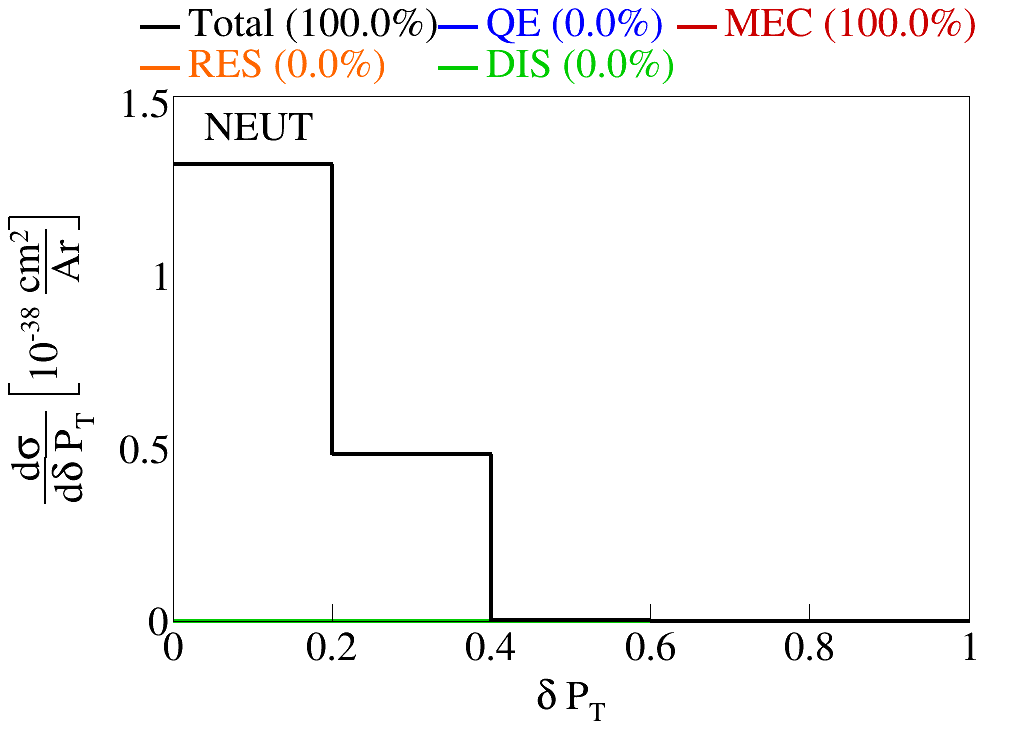 Total (100.0%) QE (0.0%) MEC (100.0%)
RES (0.0%) DIS (0.0%)
NEUT
1.5
1
0.5
0
0 0.2 0.4 0.6 0.8 1
δ P_T
dσ/dδ P_T [10^-38 cm^2/Ar]